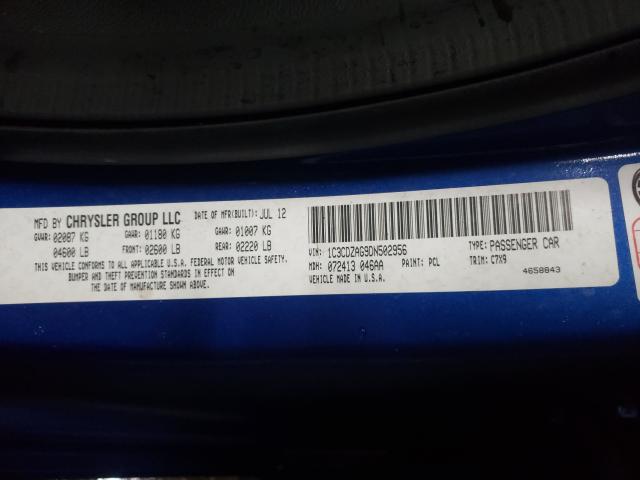 MFD BY CHRYSLER GROUP LLC DATE OF MFR(BUILT): JUL 12
GVWR: 02087 KG GAWR: 01180 KG GAWR: 01007 KG
04600 LB FRONT: 02600 LB REAR: 02220 LB
THIS VEHICLE CONFORMS TO ALL APPLICABLE U.S.A. FEDERAL MOTOR VEHICLE SAFETY,
BUMPER AND THEFT PREVENTION STANDARDS IN EFFECT ON
THE DATE OF MANUFACTURE SHOWN ABOVE.
VIN: 1C3CDZAG9DN502956 TYPE: PASSENGER CAR
MDH: 072413 046AA PAINT: PCL TRIM: C7X9
VEHICLE MADE IN U.S.A. 4658843